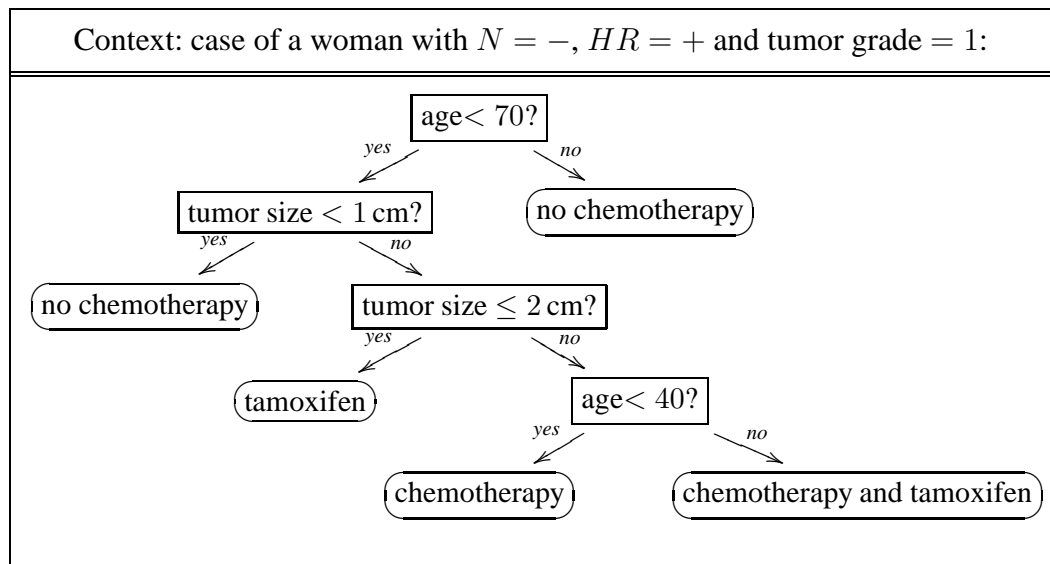 Context: case of a woman with N = −, HR = + and tumor grade = 1:
age< 70?
yes
no
tumor size < 1 cm?
no chemotherapy
yes
no
no chemotherapy
tumor size ≤ 2 cm?
yes
no
tamoxifen
age< 40?
yes
no
chemotherapy
chemotherapy and tamoxifen